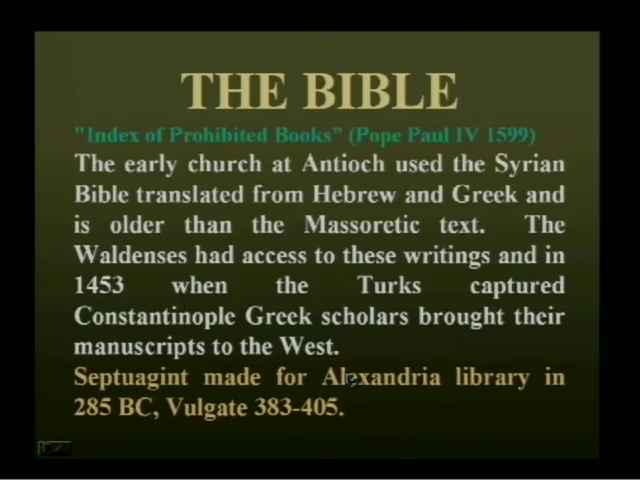 THE BIBLE
"Index of Prohibited Books” (Pope Paul IV 1599)
The early church at Antioch used the Syrian
Bible translated from Hebrew and Greek and
is older than the Massoretic text. The
Waldenses had access to these writings and in
1453 when the Turks captured
Constantinople Greek scholars brought their
manuscripts to the West.
Septuagint made for Alexandria library in
285 BC, Vulgate 383-405.